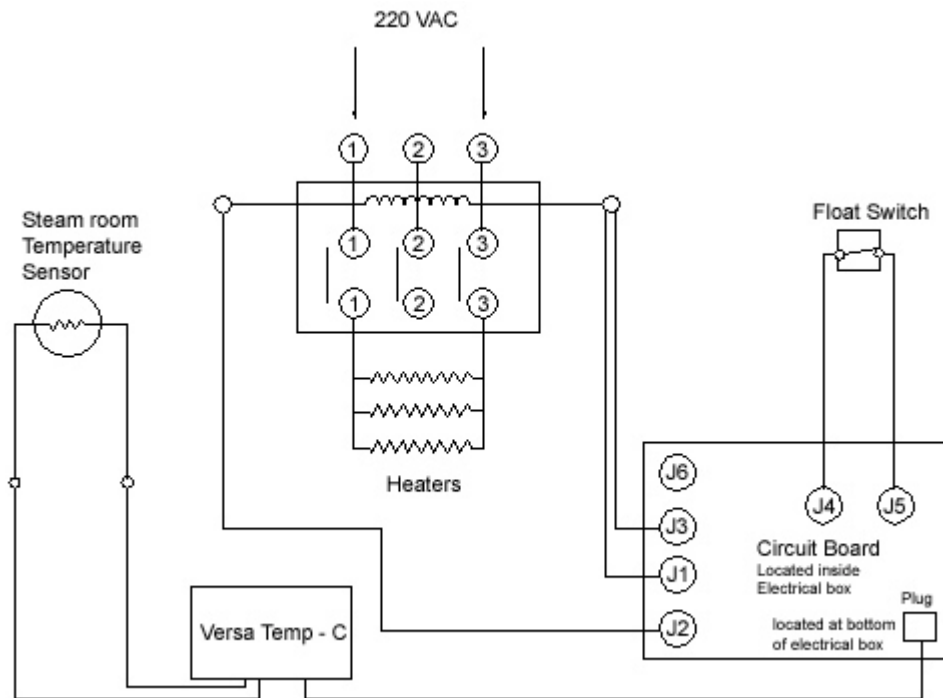 220 VAC
1 2 3
Steam room
Temperature
Sensor
Float Switch
1 2 3
1 2 3
Heaters
J6
J4 J5
J3
Circuit Board
Located inside
Electrical box
J1
Plug
J2
located at bottom
of electrical box
Versa Temp - C